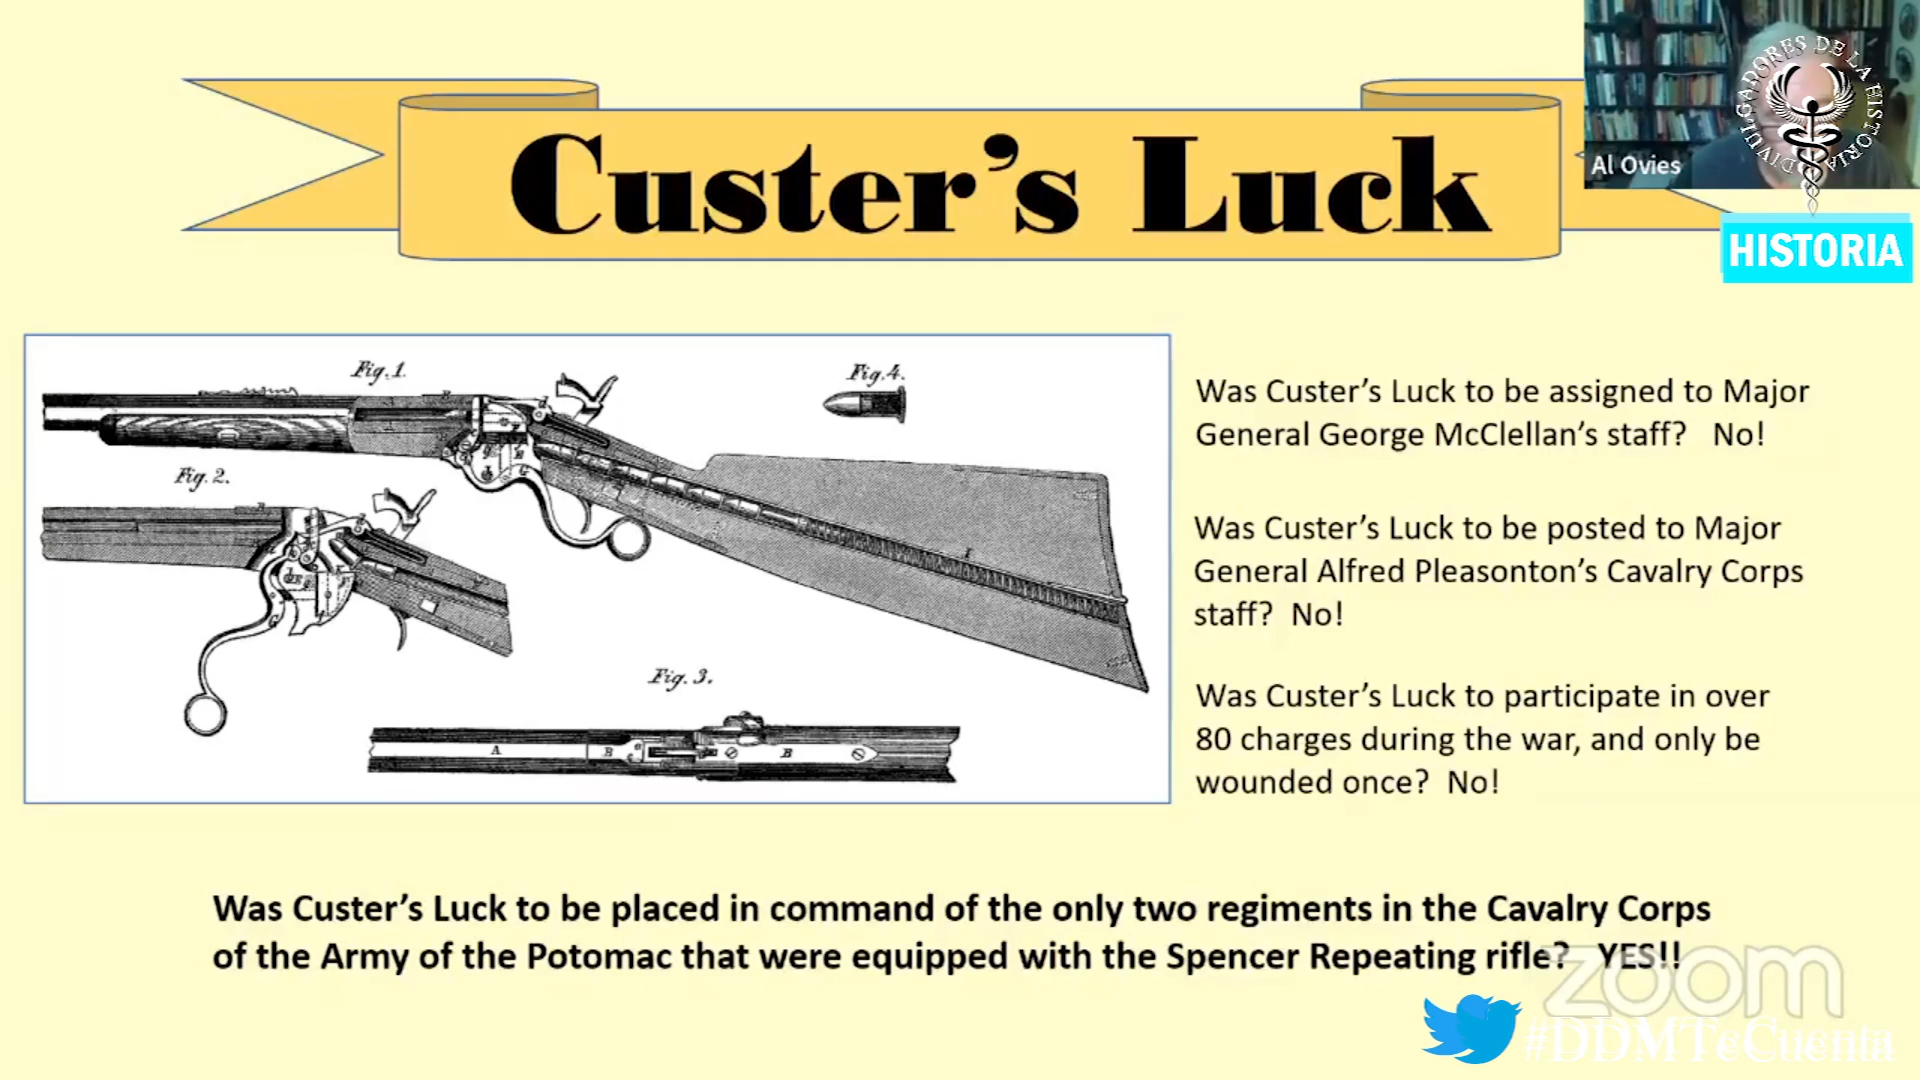 Custer's Luck
Al Ovies
DIVULGADORES DE LA HISTORIA
HISTORIA
Fig. 1.
Fig. 4.
Fig. 2.
Fig. 3.
A
B
B
Was Custer's Luck to be assigned to Major
General George McClellan's staff? No!
Was Custer's Luck to be posted to Major
General Alfred Pleasonton's Cavalry Corps
staff? No!
Was Custer's Luck to participate in over
80 charges during the war, and only be
wounded once? No!
Was Custer's Luck to be placed in command of the only two regiments in the Cavalry Corps
of the Army of the Potomac that were equipped with the Spencer Repeating rifle? YES!!
zoom
#DDMTeCuenta